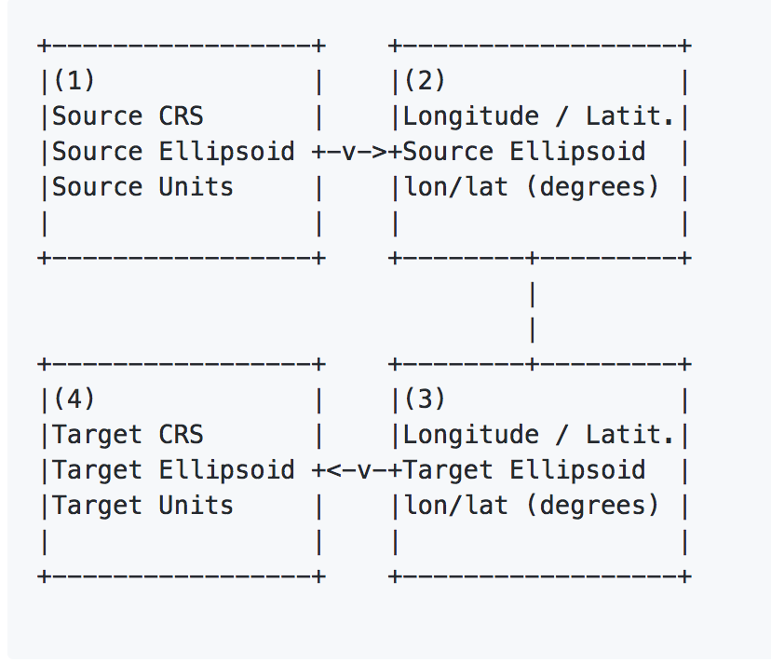 +-----------------+    +------------------+
|(1)              |    |(2)               |
|Source CRS       |    |Longitude / Latit.|
|Source Ellipsoid +-v->+Source Ellipsoid  |
|Source Units     |    |lon/lat (degrees) |
|                 |    |                  |
+-----------------+    +--------+---------+
                                |
                                |
+-----------------+    +--------+---------+
|(4)              |    |(3)               |
|Target CRS       |    |Longitude / Latit.|
|Target Ellipsoid +<-v-+Target Ellipsoid  |
|Target Units     |    |lon/lat (degrees) |
|                 |    |                  |
+-----------------+    +------------------+